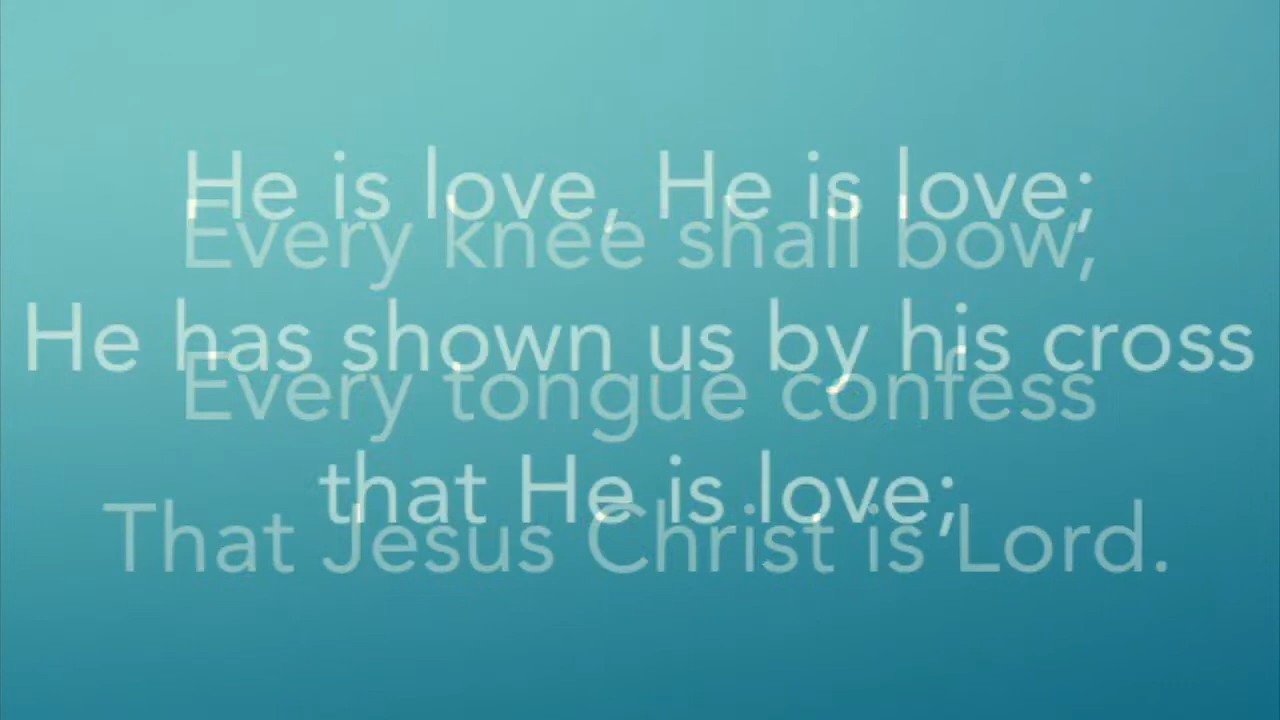 He is love, He is love;
Every knee shall bow,
He has shown us by his cross
Every tongue confess
that He is love;
That Jesus Christ is Lord.